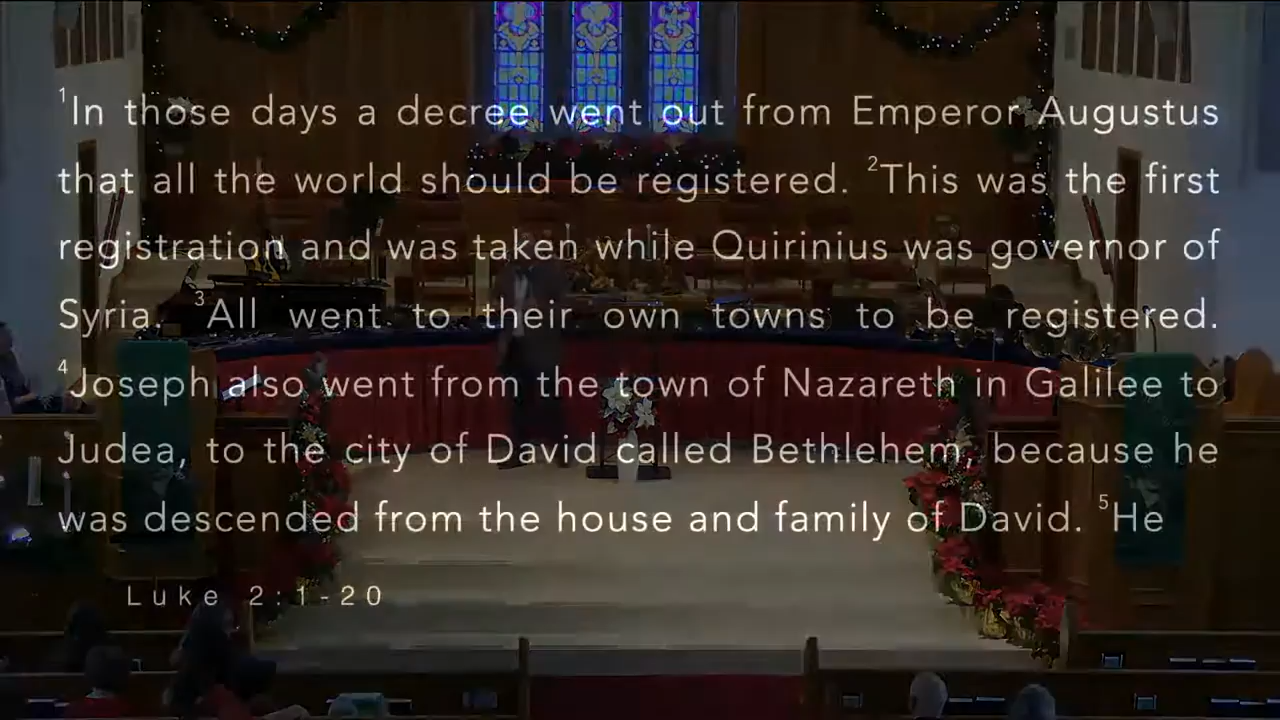 ¹In those days a decree went out from Emperor Augustus
that all the world should be registered. ²This was the first
registration and was taken while Quirinius was governor of
Syria. ³All went to their own towns to be registered.
⁴Joseph also went from the town of Nazareth in Galilee to
Judea, to the city of David called Bethlehem, because he
was descended from the house and family of David. ⁵He
Luke 2:1-20